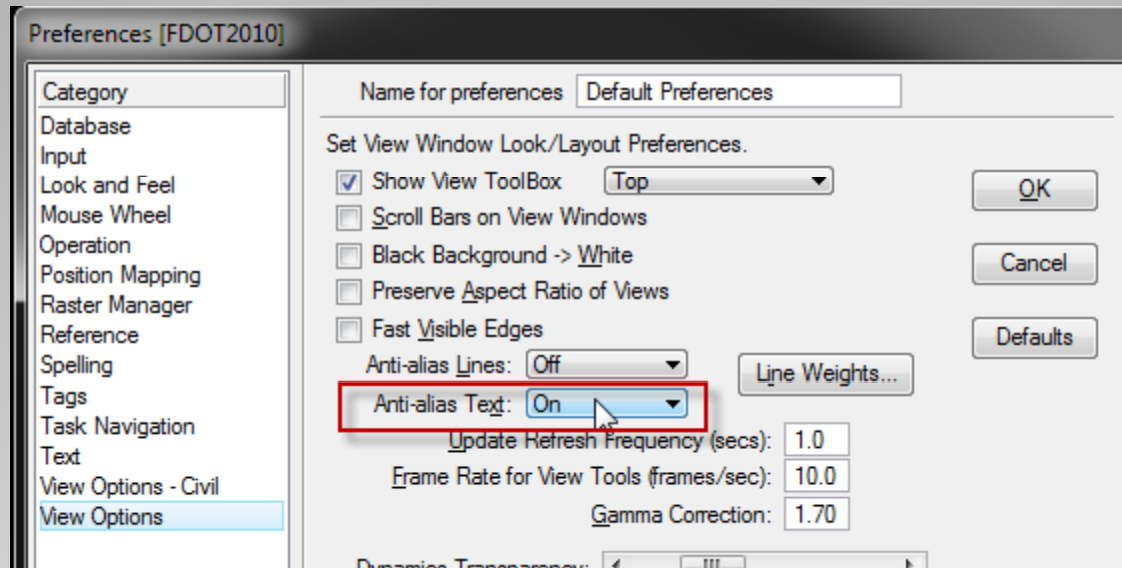 Preferences [FDOT2010]
Category
Database
Input
Look and Feel
Mouse Wheel
Operation
Position Mapping
Raster Manager
Reference
Spelling
Tags
Task Navigation
Text
View Options - Civil
View Options
Name for preferences Default Preferences
Set View Window Look/Layout Preferences.
Show View ToolBox Top
Scroll Bars on View Windows
Black Background -> White
Preserve Aspect Ratio of Views
Fast Visible Edges
Anti-alias Lines: Off Line Weights...
Anti-alias Text: On
Update Refresh Frequency (secs): 1.0
Frame Rate for View Tools (frames/sec): 10.0
Gamma Correction: 1.70
Dynamics Transparency:
OK
Cancel
Defaults